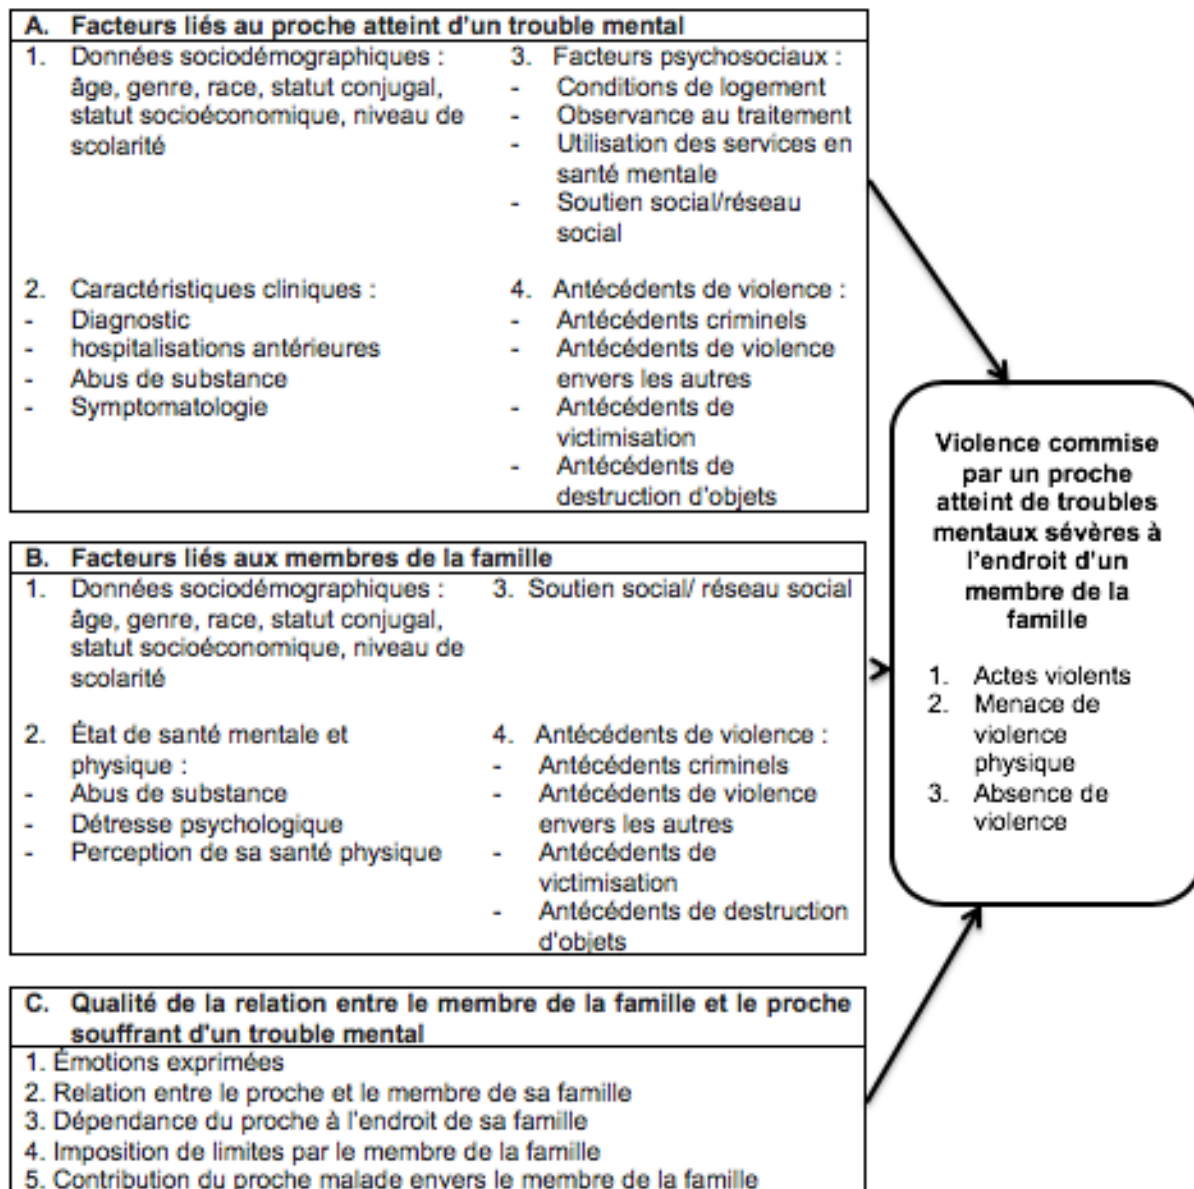 A. Facteurs liés au proche atteint d'un trouble mental
1. Données sociodémographiques :
âge, genre, race, statut conjugal,
statut socioéconomique, niveau de
scolarité
2. Caractéristiques cliniques :
- Diagnostic
- hospitalisations antérieures
- Abus de substance
- Symptomatologie
3. Facteurs psychosociaux :
- Conditions de logement
- Observance au traitement
- Utilisation des services en
santé mentale
- Soutien social/réseau
social
4. Antécédents de violence :
- Antécédents criminels
- Antécédents de violence
envers les autres
- Antécédents de
victimisation
- Antécédents de
destruction d'objets
B. Facteurs liés aux membres de la famille
1. Données sociodémographiques :
âge, genre, race, statut conjugal,
statut socioéconomique, niveau de
scolarité
2. État de santé mentale et
physique :
- Abus de substance
- Détresse psychologique
- Perception de sa santé physique
3. Soutien social/ réseau social
4. Antécédents de violence :
- Antécédents criminels
- Antécédents de violence
envers les autres
- Antécédents de
victimisation
- Antécédents de destruction
d'objets
C. Qualité de la relation entre le membre de la famille et le proche
souffrant d'un trouble mental
1. Émotions exprimées
2. Relation entre le proche et le membre de sa famille
3. Dépendance du proche à l'endroit de sa famille
4. Imposition de limites par le membre de la famille
5. Contribution du proche malade envers le membre de la famille
Violence commise
par un proche
atteint de troubles
mentaux sévères à
l'endroit d'un
membre de la
famille
1. Actes violents
2. Menace de
violence
physique
3. Absence de
violence